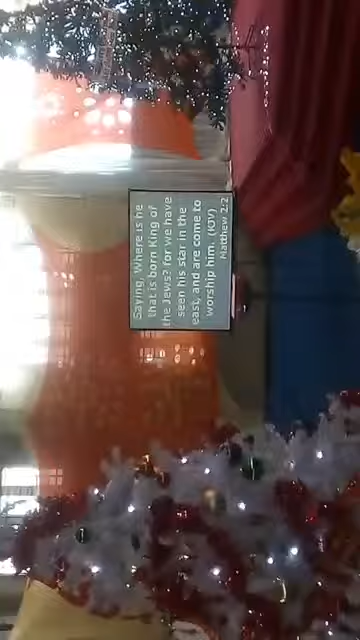 Saying, Where is he
that is born King of
the Jews? for we have
seen his star in the
east, and are come to
worship him. (KJV)
Matthew 2:2